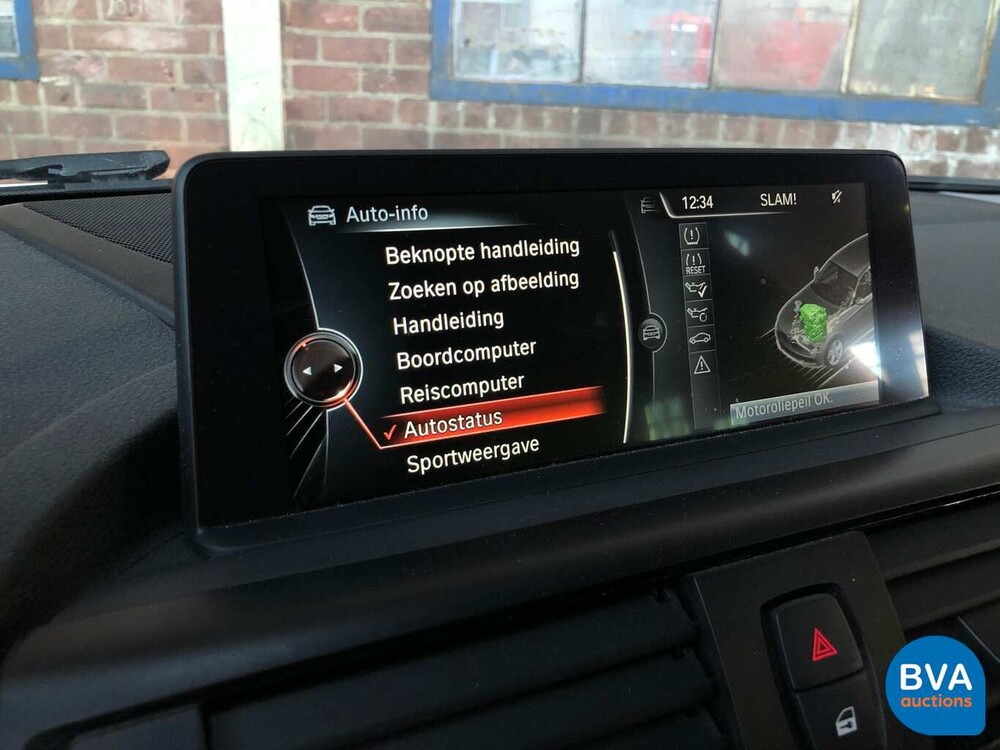 Auto-info
Beknopte handleiding
Zoeken op afbeelding
Handleiding
Boordcomputer
Reiscomputer
Autostatus
Sportweergave
12:34 SLAM!
RESET
Motoroliepeil OK.
BVA
auctions